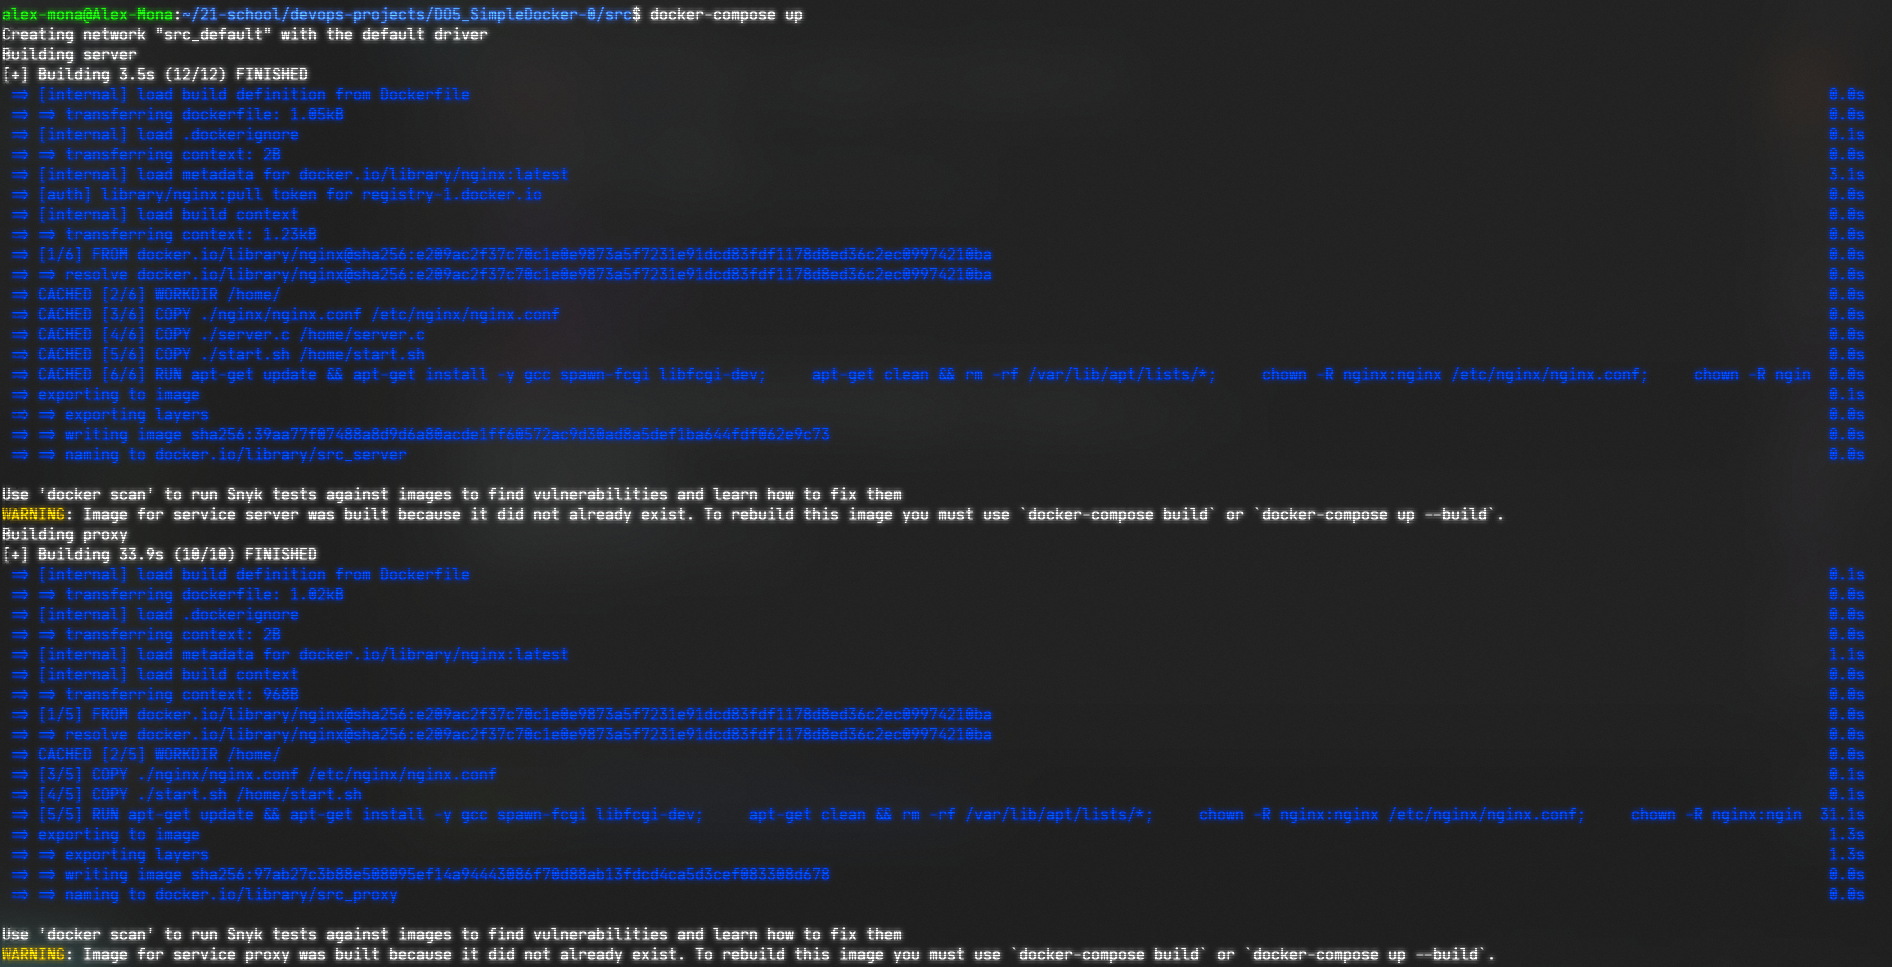 alex-mona@Alex-Mona:~/21-school/devops-projects/DO5_SimpleDocker-0/src$ docker-compose up
Creating network "src_default" with the default driver
Building server
[+] Building 3.5s (12/12) FINISHED
=> [internal] load build definition from Dockerfile 0.0s
=> => transferring dockerfile: 1.05kB 0.0s
=> [internal] load .dockerignore 0.1s
=> => transferring context: 2B 0.0s
=> [internal] load metadata for docker.io/library/nginx:latest 3.1s
=> [auth] library/nginx:pull token for registry-1.docker.io 0.0s
=> [internal] load build context 0.0s
=> => transferring context: 1.23kB 0.0s
=> [1/6] FROM docker.io/library/nginx@sha256:e209ac2f37c70c1e0e9873a5f7231e91dcd83fdf1178d8ed36c2ec09974210ba 0.0s
=> => resolve docker.io/library/nginx@sha256:e209ac2f37c70c1e0e9873a5f7231e91dcd83fdf1178d8ed36c2ec09974210ba 0.0s
=> CACHED [2/6] WORKDIR /home/ 0.0s
=> CACHED [3/6] COPY ./nginx/nginx.conf /etc/nginx/nginx.conf 0.0s
=> CACHED [4/6] COPY ./server.c /home/server.c 0.0s
=> CACHED [5/6] COPY ./start.sh /home/start.sh 0.0s
=> CACHED [6/6] RUN apt-get update && apt-get install -y gcc spawn-fcgi libfcgi-dev;     apt-get clean && rm -rf /var/lib/apt/lists/*;     chown -R nginx:nginx /etc/nginx/nginx.conf;     chown -R ngin 0.0s
=> exporting to image 0.1s
=> => exporting layers 0.0s
=> => writing image sha256:39aa77f07488a8d9d6a80acde1ff60572ac9d30ad8a5def1ba644fdf062e9c73 0.0s
=> => naming to docker.io/library/src_server 0.0s
Use 'docker scan' to run Snyk tests against images to find vulnerabilities and learn how to fix them
WARNING: Image for service server was built because it did not already exist. To rebuild this image you must use `docker-compose build` or `docker-compose up --build`.
Building proxy
[+] Building 33.9s (10/10) FINISHED
=> [internal] load build definition from Dockerfile 0.1s
=> => transferring dockerfile: 1.02kB 0.0s
=> [internal] load .dockerignore 0.0s
=> => transferring context: 2B 0.0s
=> [internal] load metadata for docker.io/library/nginx:latest 1.1s
=> [internal] load build context 0.0s
=> => transferring context: 968B 0.0s
=> [1/5] FROM docker.io/library/nginx@sha256:e209ac2f37c70c1e0e9873a5f7231e91dcd83fdf1178d8ed36c2ec09974210ba 0.0s
=> => resolve docker.io/library/nginx@sha256:e209ac2f37c70c1e0e9873a5f7231e91dcd83fdf1178d8ed36c2ec09974210ba 0.0s
=> CACHED [2/5] WORKDIR /home/ 0.0s
=> [3/5] COPY ./nginx/nginx.conf /etc/nginx/nginx.conf 0.1s
=> [4/5] COPY ./start.sh /home/start.sh 0.1s
=> [5/5] RUN apt-get update && apt-get install -y gcc spawn-fcgi libfcgi-dev;     apt-get clean && rm -rf /var/lib/apt/lists/*;     chown -R nginx:nginx /etc/nginx/nginx.conf;     chown -R nginx:ngin 31.1s
=> exporting to image 1.3s
=> => exporting layers 1.3s
=> => writing image sha256:97ab27c3b88e508095ef14a94443086f70d88ab13fdcd4ca5d3cef083308d678 0.0s
=> => naming to docker.io/library/src_proxy 0.0s
Use 'docker scan' to run Snyk tests against images to find vulnerabilities and learn how to fix them
WARNING: Image for service proxy was built because it did not already exist. To rebuild this image you must use `docker-compose build` or `docker-compose up --build`.